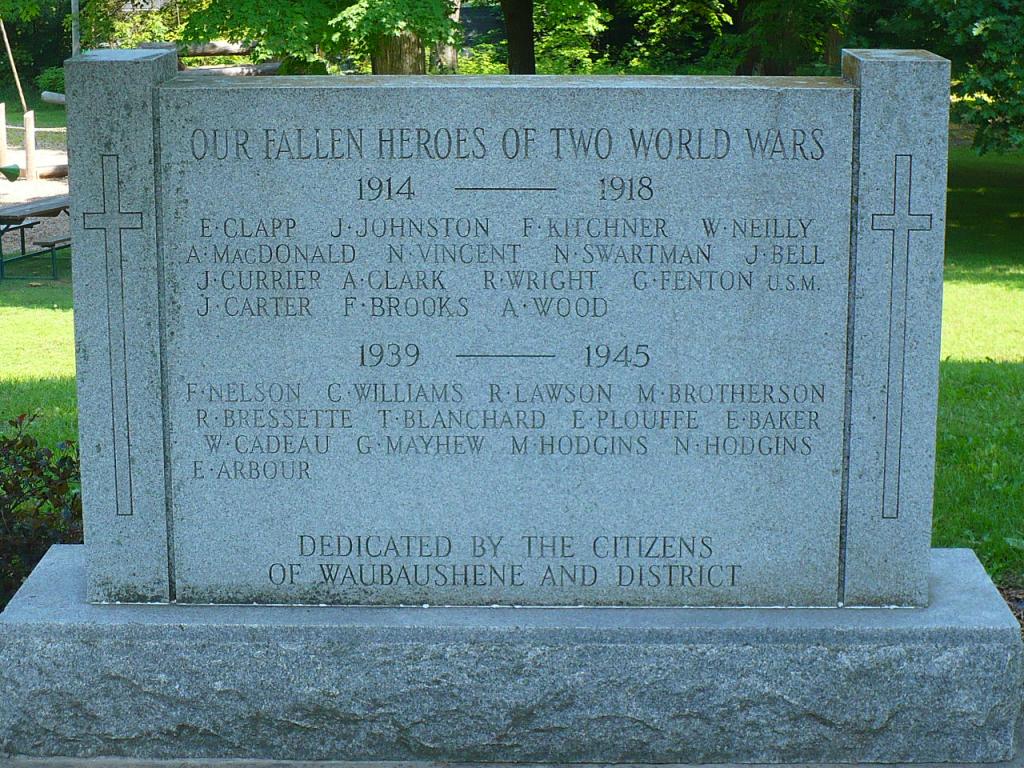 OUR FALLEN HEROES OF TWO WORLD WARS
1914 — 1918
E·CLAPP J·JOHNSTON F·KITCHNER W·NEILLY
A·MACDONALD N·VINCENT N·SWARTMAN J·BELL
J·CURRIER A·CLARK R·WRIGHT. G·FENTON U.S.M.
J·CARTER F·BROOKS A·WOOD
1939 — 1945
F·NELSON C·WILLIAMS R·LAWSON M·BROTHERSON
R·BRESSETTE T·BLANCHARD E·PLOUFFE E·BAKER
W·CADEAU G·MAYHEW M·HODGINS N·HODGINS
E·ARBOUR
DEDICATED BY THE CITIZENS
OF WAUBAUSHENE AND DISTRICT